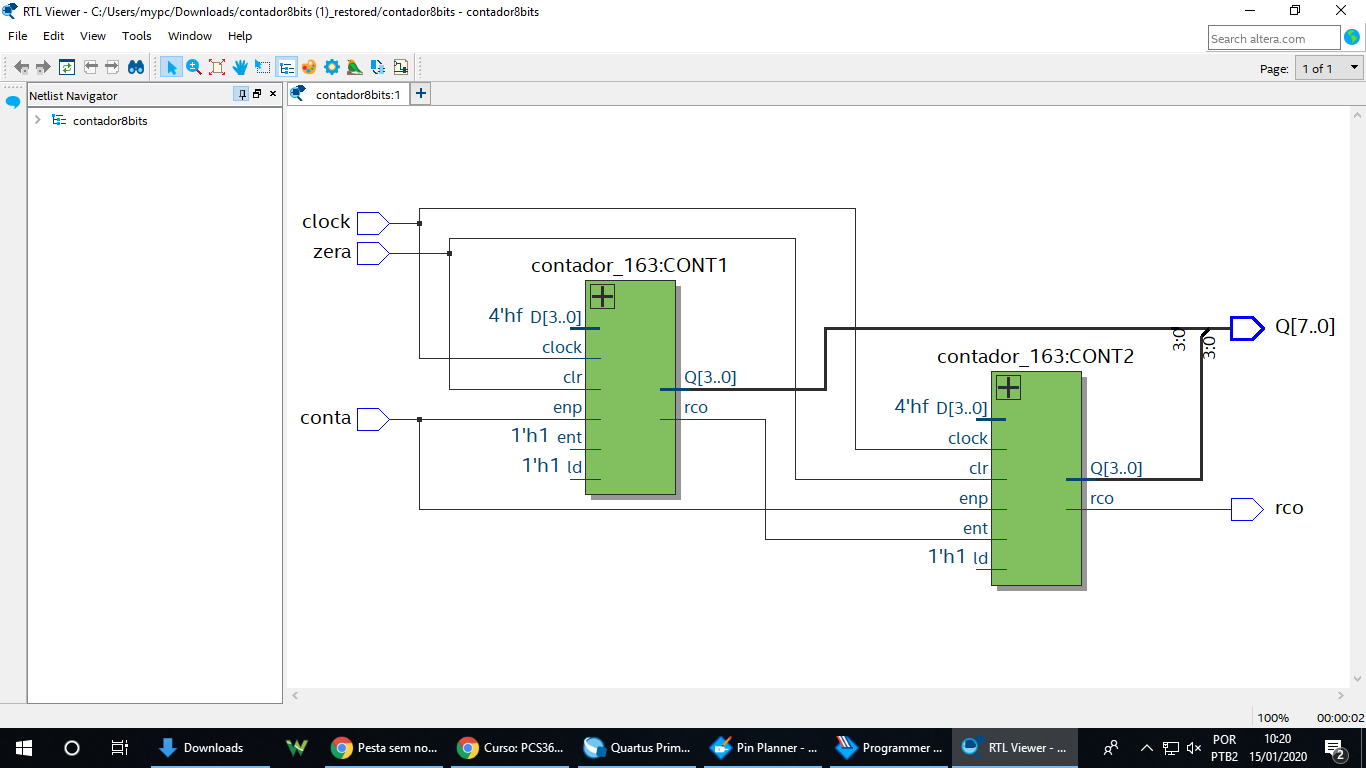 RTL Viewer - C:/Users/mypc/Downloads/contador8bits (1)_restored/contador8bits - contador8bits
File Edit View Tools Window Help
Search altera.com
Page: 1 of 1
Netlist Navigator
contador8bits:1
contador8bits
clock
zera
contador_163:CONT1
4'hf D[3..0]
clock
clr
enp
1'h1 ent
1'h1 ld
Q[3..0]
rco
conta
contador_163:CONT2
4'hf D[3..0]
clock
clr
enp
ent
1'h1 ld
Q[3..0]
rco
3:0
3:0
Q[7..0]
rco
100% 00:00:02
Downloads
Pesta sem no...
Curso: PCS36...
Quartus Prim...
Pin Planner - ...
Programmer ...
RTL Viewer - ...
POR
PTB2
10:20
15/01/2020
2